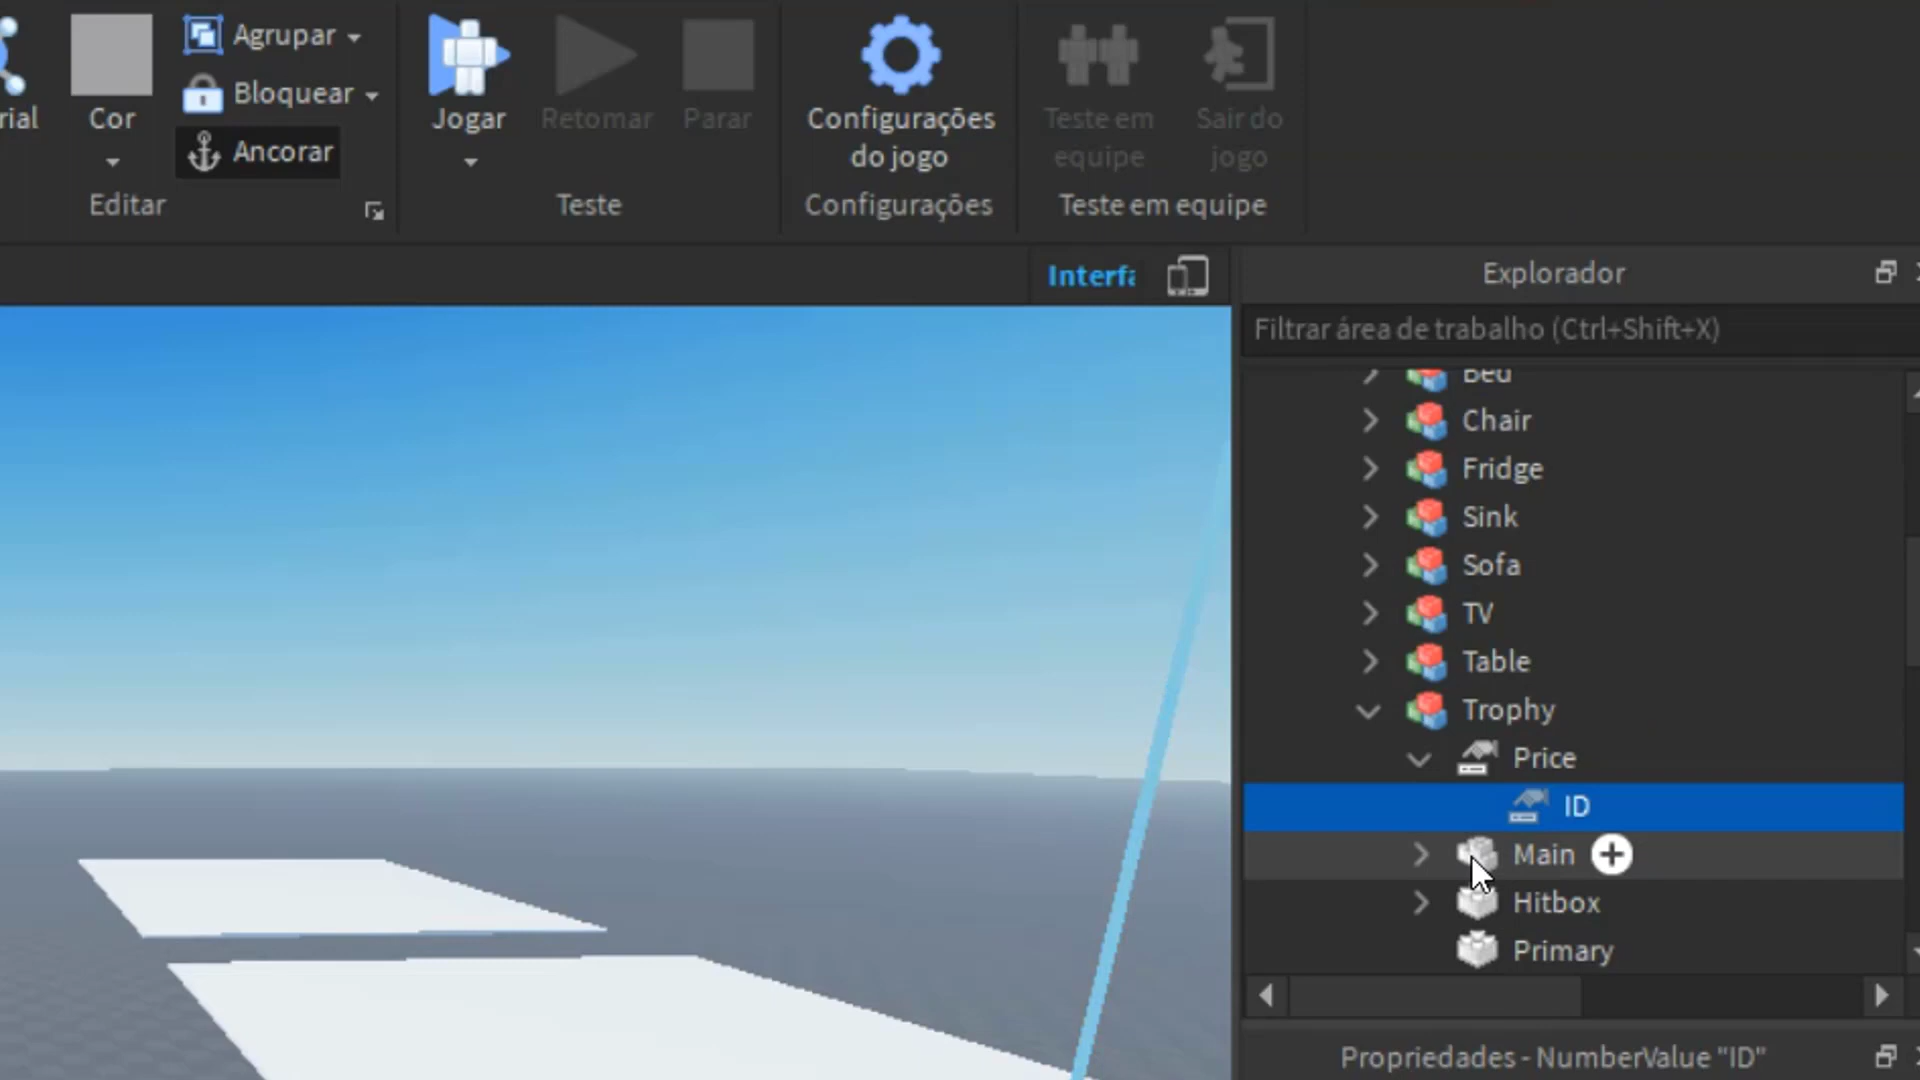 rial
Cor
Agrupar
Bloquear
Ancorar
Editar
Jogar
Retomar
Parar
Teste
Configurações
do jogo
Configurações
Teste em
equipe
Sair do
jogo
Teste em equipe
Interfa
Explorador
Filtrar área de trabalho (Ctrl+Shift+X)
Bed
Chair
Fridge
Sink
Sofa
TV
Table
Trophy
Price
ID
Main
Hitbox
Primary
Propriedades - NumberValue "ID"